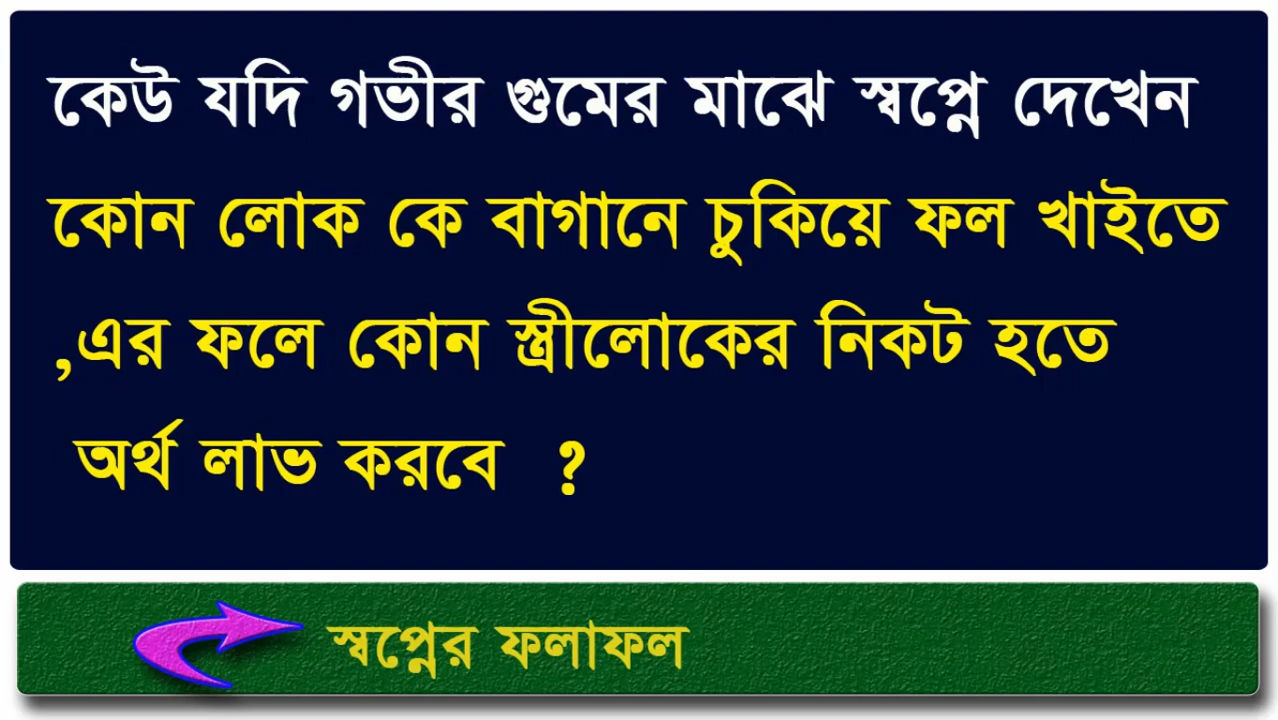 কেউ যদি গভীর গুমের মাঝে স্বপ্নে দেখেন
কোন লোক কে বাগানে চুকিয়ে ফল খাইতে
,এর ফলে কোন স্ত্রীলোকের নিকট হতে
অর্থ লাভ করবে ?
স্বপ্নের ফলাফল